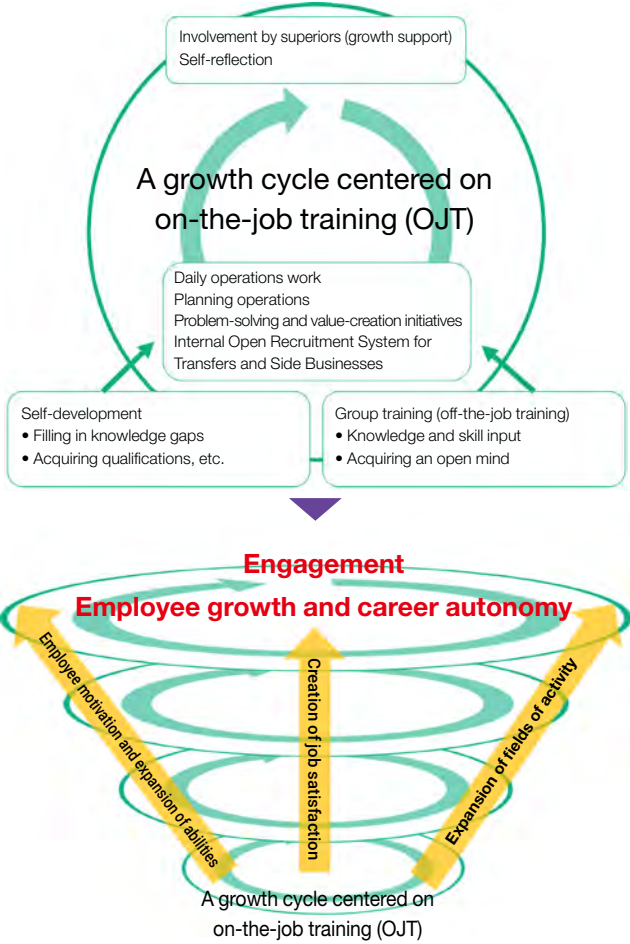 Involvement by superiors (growth support)
Self-reflection
A growth cycle centered on
on-the-job training (OJT)
Daily operations work
Planning operations
Problem-solving and value-creation initiatives
Internal Open Recruitment System for
Transfers and Side Businesses
Self-development
• Filling in knowledge gaps
• Acquiring qualifications, etc.
Group training (off-the-job training)
• Knowledge and skill input
• Acquiring an open mind
Engagement
Employee growth and career autonomy
Employee motivation and expansion of abilities
Creation of job satisfaction
Expansion of fields of activity
A growth cycle centered on
on-the-job training (OJT)